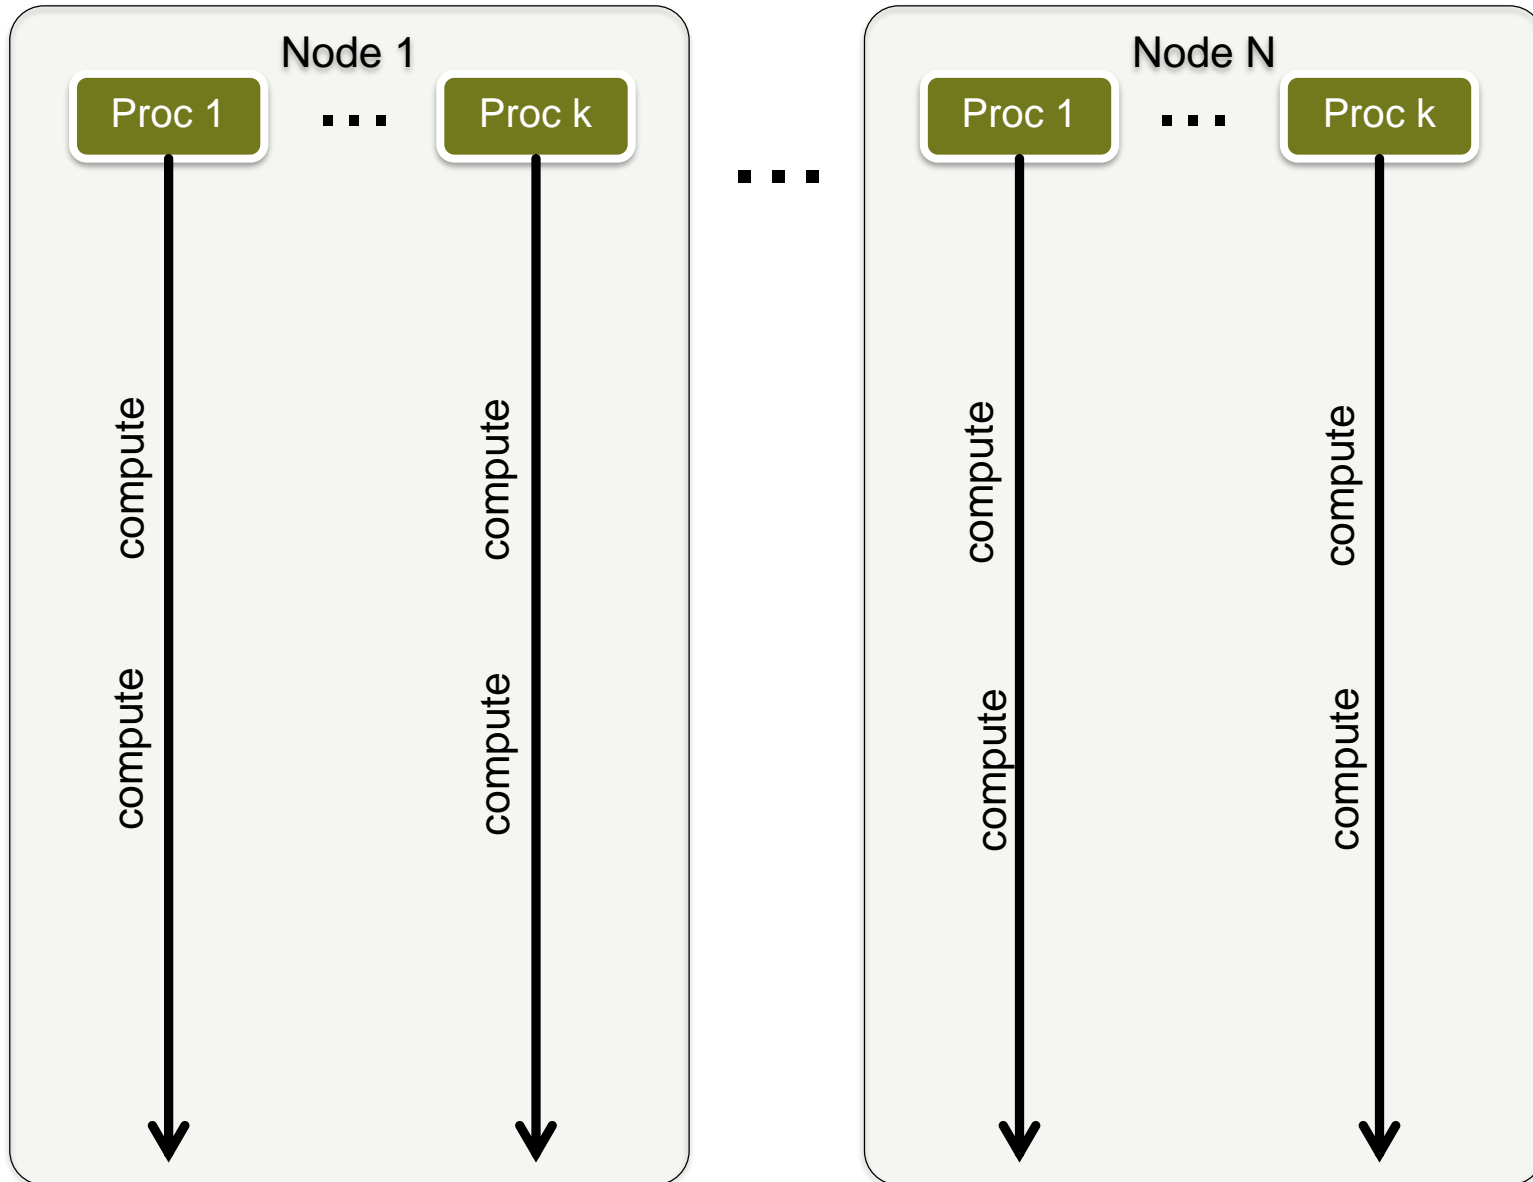 Node 1
Proc 1
...
Proc k
compute
compute
compute
compute
...
Node N
Proc 1
...
Proc k
compute
compute
compute
compute